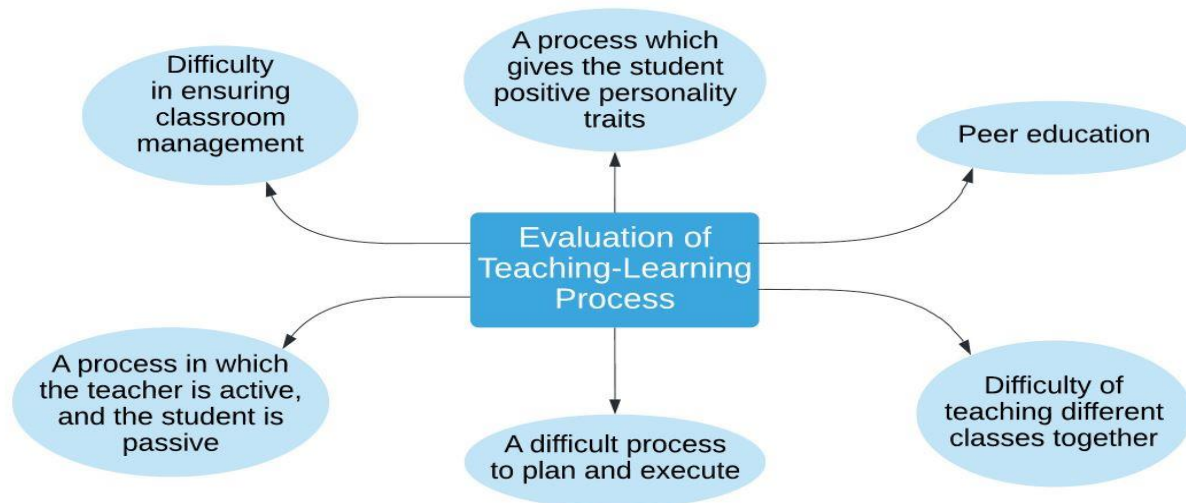 A process which
gives the student
positive personality
traits
Difficulty
in ensuring
classroom
management
Peer education
Evaluation of
Teaching-Learning
Process
A process in which
the teacher is active,
and the student is
passive
A difficult process
to plan and execute
Difficulty of
teaching different
classes together